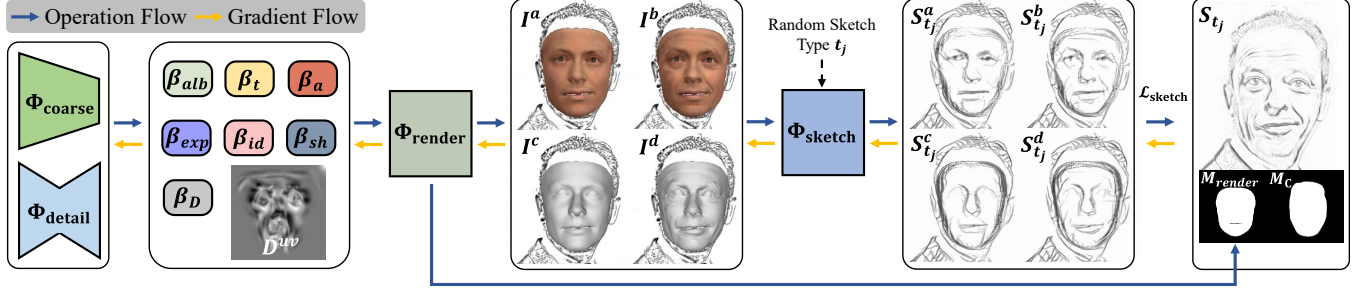 Operation Flow
Gradient Flow
Φcoarse
Φdetail
βalb
βt
βa
βexp
βid
βsh
βD
Dᵘᵛ
Φrender
Iᵃ
Iᵇ
Iᶜ
Iᵈ
Random Sketch
Type tⱼ
Φsketch
Sᵃtⱼ
Sᵇtⱼ
Sᶜtⱼ
Sᵈtⱼ
ℒsketch
Stⱼ
Mrender
MC